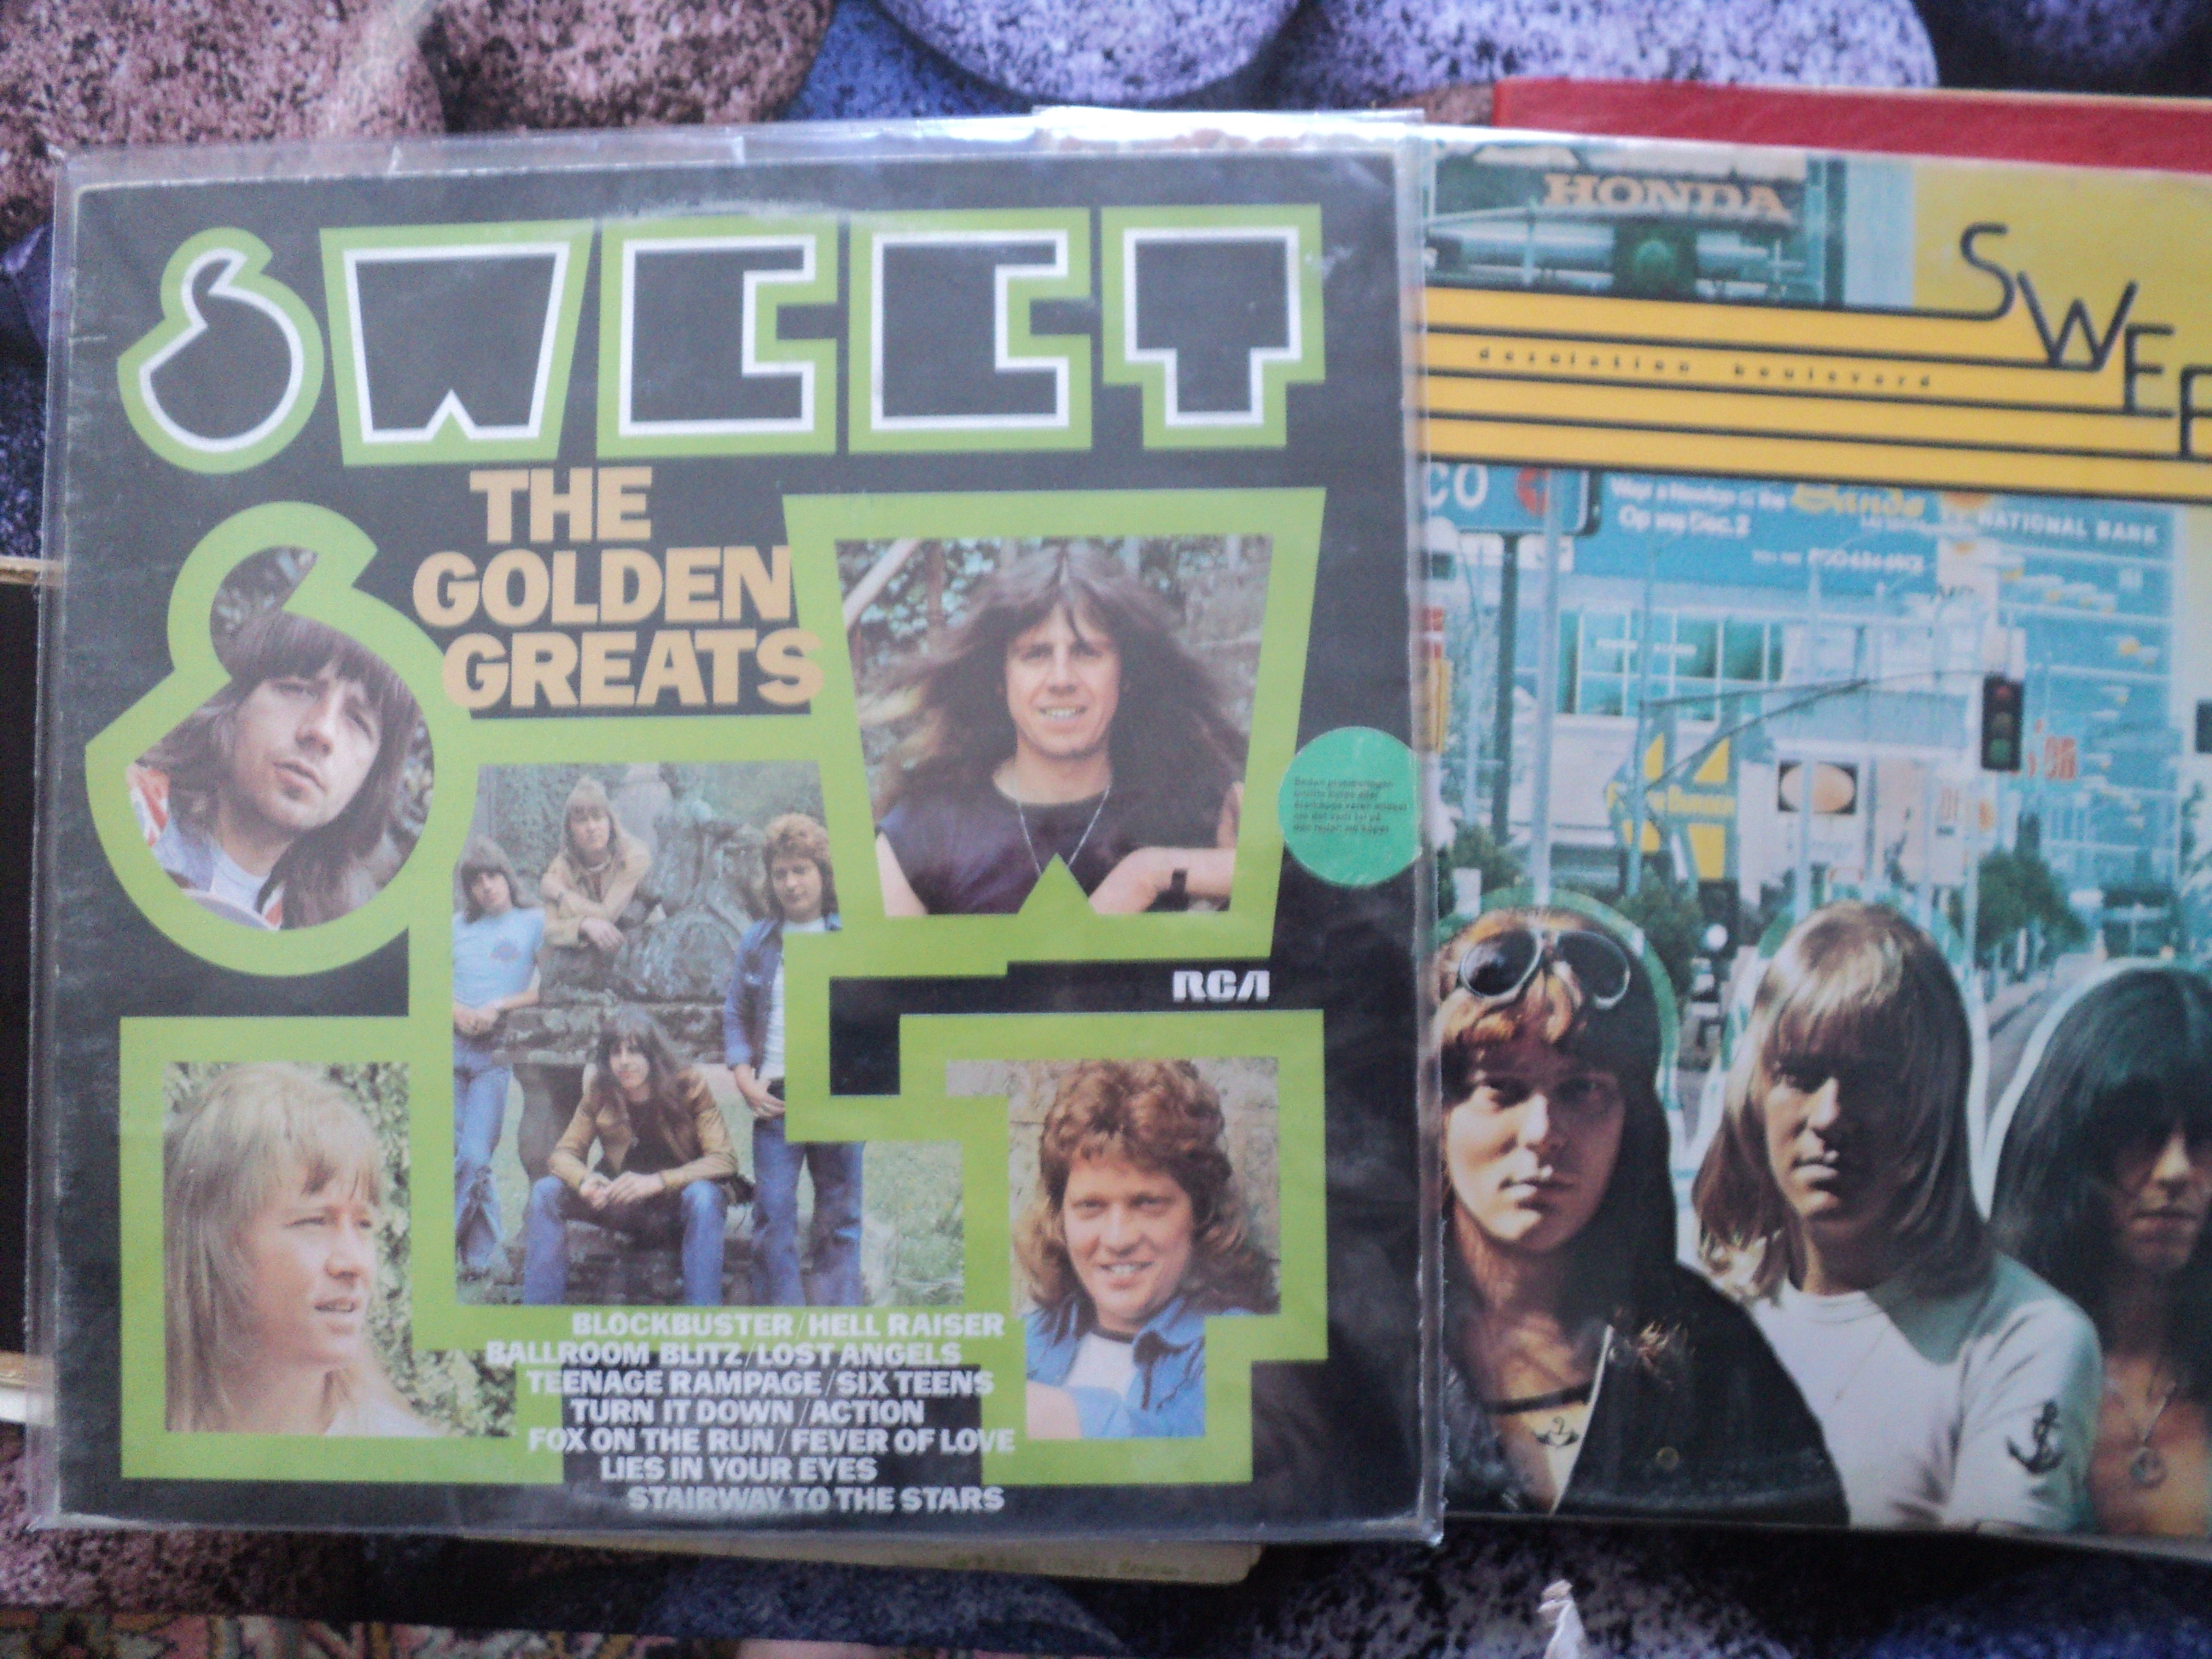 SWEET
THE
GOLDEN
GREATS
RCA
BLOCKBUSTER/HELL RAISER
BALLROOM BLITZ/LOST ANGELS
TEENAGE RAMPAGE/SIX TEENS
TURN IT DOWN/ACTION
FOX ON THE RUN/FEVER OF LOVE
LIES IN YOUR EYES
STAIRWAY TO THE STARS
HONDA
SWEE
desolation boulevard
CO
NATIONAL BANK